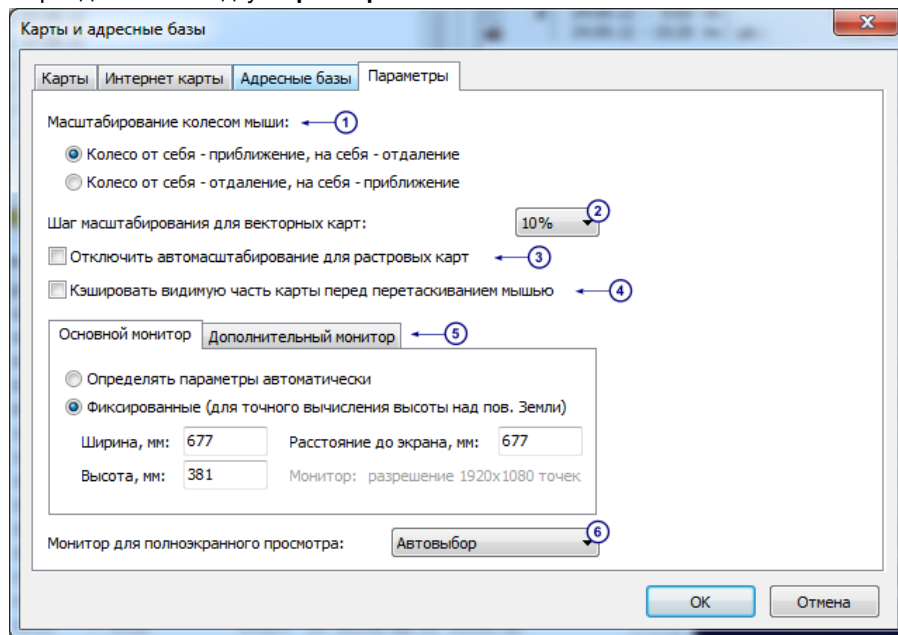 Карты и адресные базы
Карты Интернет карты Адресные базы Параметры
Масштабирование колесом мыши: 1
Колесо от себя - приближение, на себя - отдаление
Колесо от себя - отдаление, на себя - приближение
Шаг масштабирования для векторных карт: 10% 2
Отключить автомасштабирование для растровых карт 3
Кэшировать видимую часть карты перед перетаскиванием мышью 4
Основной монитор Дополнительный монитор 5
Определять параметры автоматически
Фиксированные (для точного вычисления высоты над пов. Земли)
Ширина, мм: 677 Расстояние до экрана, мм: 677
Высота, мм: 381 Монитор: разрешение 1920x1080 точек
Монитор для полноэкранного просмотра: Автовыбор 6
OK Отмена